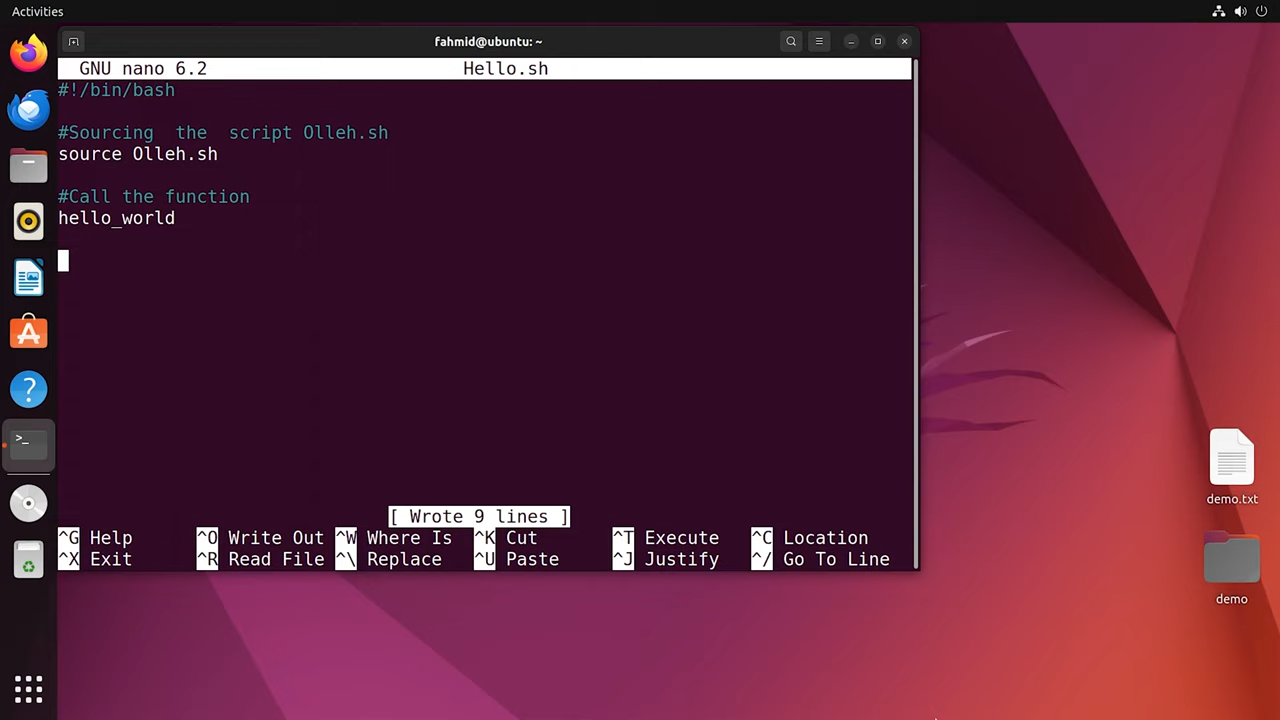 Activities
fahmid@ubuntu: ~
GNU nano 6.2 Hello.sh
#!/bin/bash
#Sourcing  the  script Olleh.sh
source Olleh.sh
#Call the function
hello_world
[ Wrote 9 lines ]
^G Help ^O Write Out ^W Where Is ^K Cut ^T Execute ^C Location
^X Exit ^R Read File ^\ Replace ^U Paste ^J Justify ^/ Go To Line
demo.txt
demo